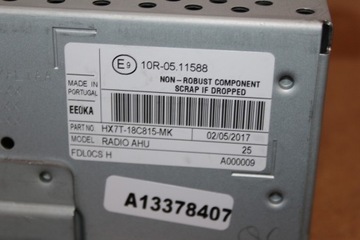 E9 10R-05.11588
MADE IN
PORTUGAL
NON-ROBUST COMPONENT
SCRAP IF DROPPED
EE0KA
PART NO. HX7T-18C815-MK 02/05/2017
MODEL RADIO AHU 25
FDL0CS H A000009
A13378407